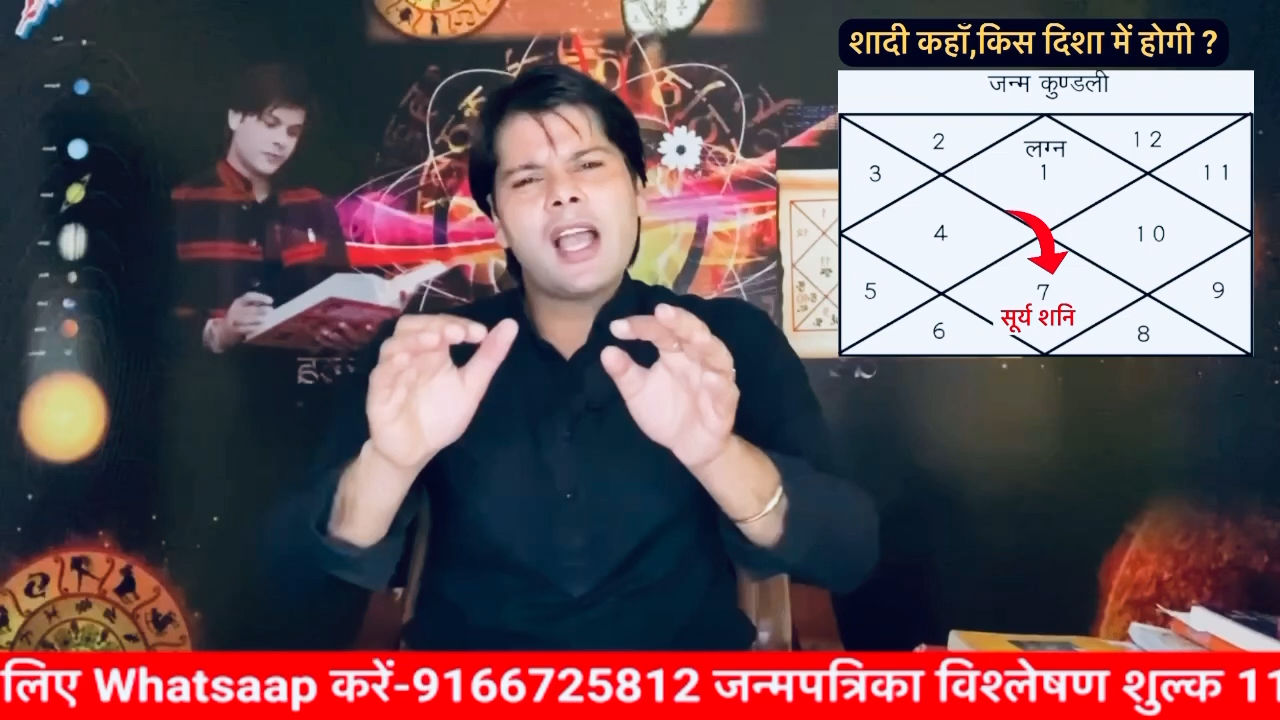 शादी कहाँ,किस दिशा में होगी ?
जन्म कुण्डली
2
लग्न
12
3
1
11
4
10
5
7
9
सूर्य शनि
6
8
लिए Whatsaap करें-9166725812 जन्मपत्रिका विश्लेषण शुल्क 11